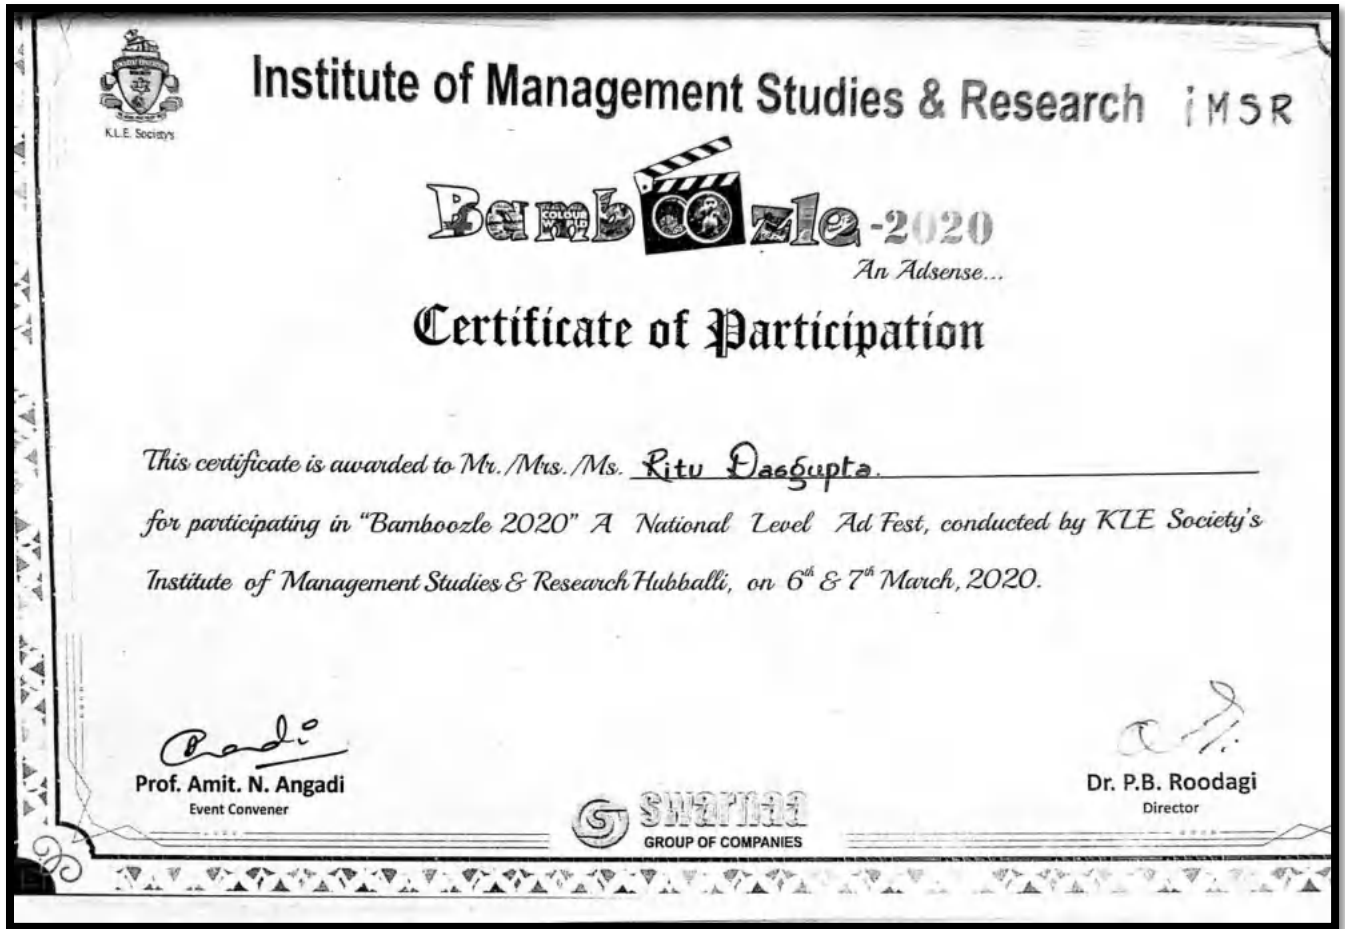 K.L.E. Society's
Institute of Management Studies & Research iMSR
Bamboozle-2020
COLOUR WORLD
An Adsense...
Certificate of Participation
This certificate is awarded to Mr./Mrs./Ms. Ritu Dasgupta.
for participating in “Bamboozle 2020” A National Level Ad Fest, conducted by KLE Society's
Institute of Management Studies & Research Hubballi, on 6th & 7th March, 2020.
Prof. Amit. N. Angadi
Event Convener
Dr. P.B. Roodagi
Director
swarnaa
GROUP OF COMPANIES